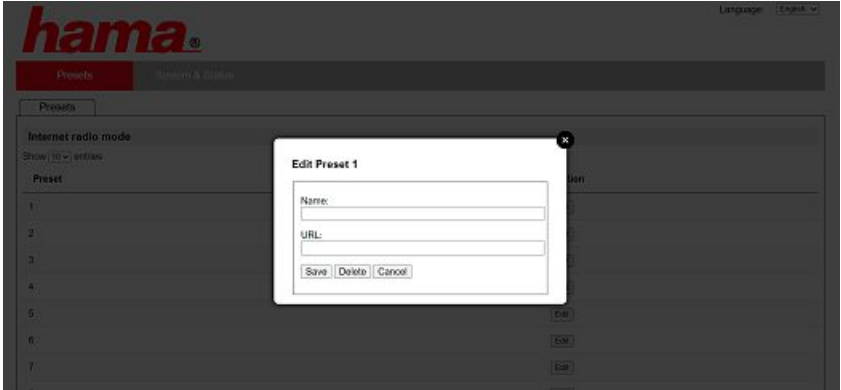 Language: English
hama®
Presets System & Status
Presets
Internet radio mode
Show 10 entries
Preset
1
2
3
4
5 Edit
6 Edit
7 Edit
x
Edit Preset 1
Name:
URL:
Save Delete Cancel